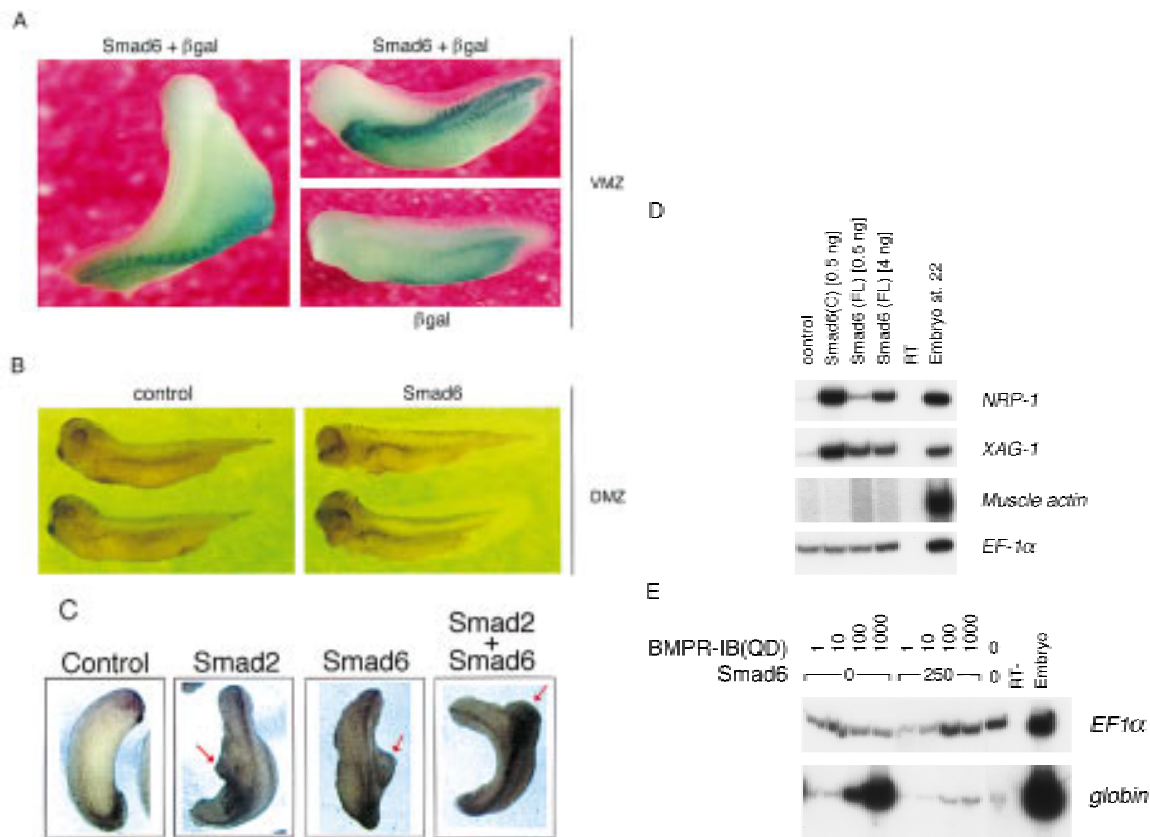 A
Smad6 + βgal
Smad6 + βgal
VMZ
βgal
B
control
Smad6
DMZ
C
Control
Smad2
Smad6
Smad2
+
Smad6
D
control
Smad6(C) [0.5 ng]
Smad6 (FL) [0.5 ng]
Smad6 (FL) [4 ng]
RT
Embryo st. 22
NRP-1
XAG-1
Muscle actin
EF-1α
E
BMPR-IB(QD) 1 10 100 1000 1 10 100 1000 0
Smad6 0 250 0 RT- Embryo
EF1α
globin